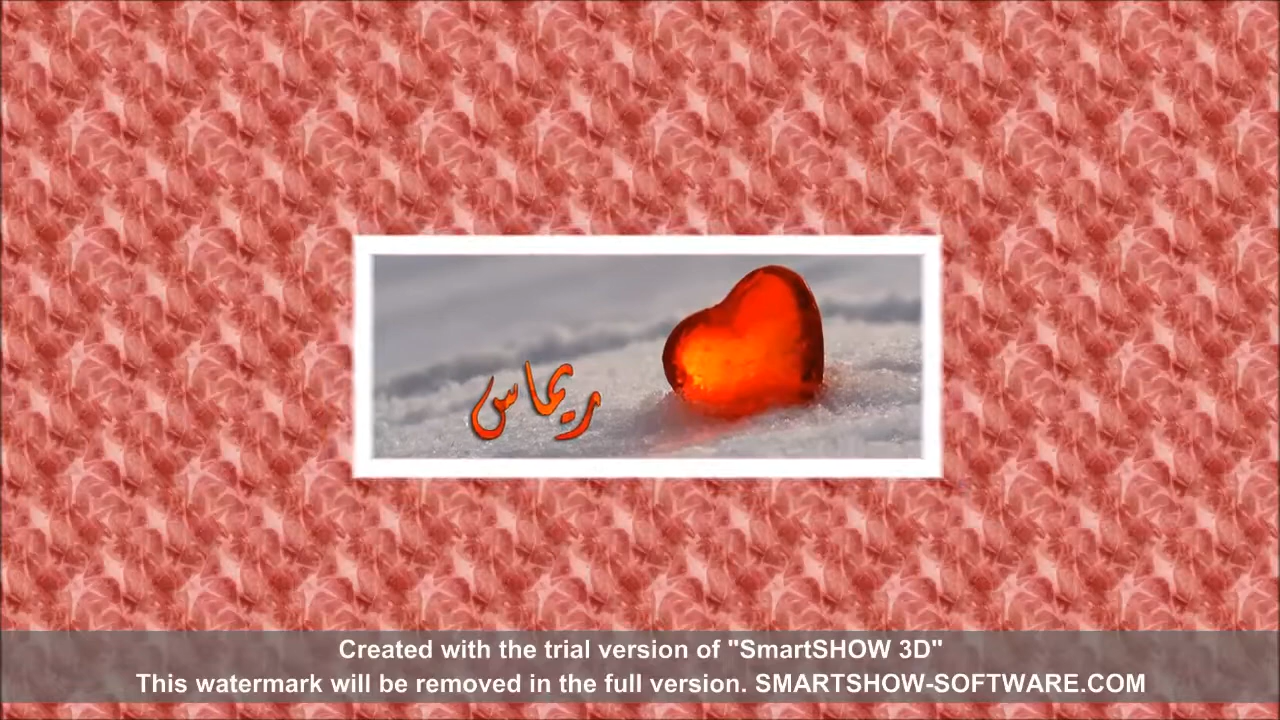 ريماس
Created with the trial version of "SmartSHOW 3D"
This watermark will be removed in the full version. SMARTSHOW-SOFTWARE.COM